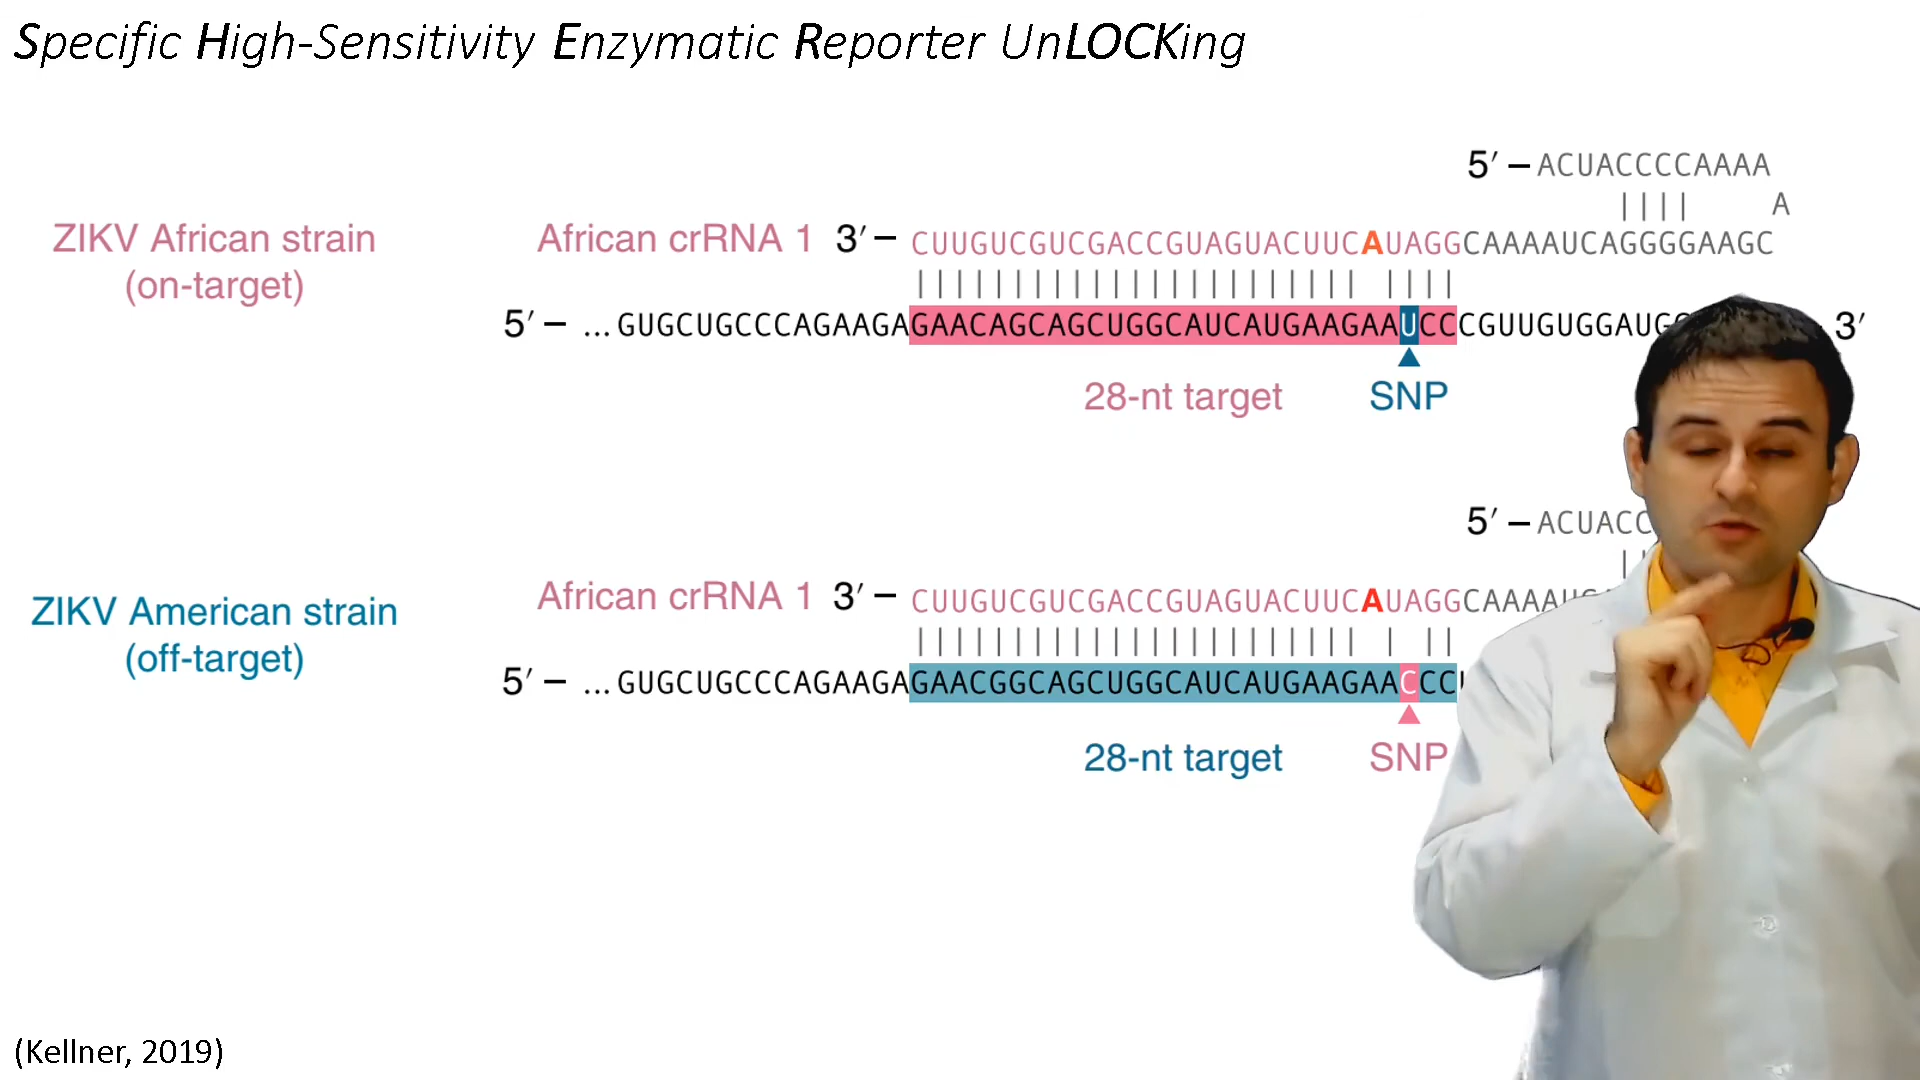 Specific High-Sensitivity Enzymatic Reporter UnLOCKing
5′ – ACUACCCCAAAA
A
ZIKV African strain
(on-target)
African crRNA 1 3′ – CUUGUCGUCGACCGUAGUACUUCAUAGGCAAAAUCAGGGGAAGC
5′ – ...GUGCUGCCCAGAAGAGAACAGCAGCUGGCAUCAUGAAGAAUCCCGUUGUGGAUG 3′
28-nt target SNP
5′ – ACUACC
ZIKV American strain
(off-target)
African crRNA 1 3′ – CUUGUCGUCGACCGUAGUACUUCAUAGGCAAAAU
5′ – ...GUGCUGCCCAGAAGAGAACGGCAGCUGGCAUCAUGAAGAACCC
28-nt target SNP
(Kellner, 2019)